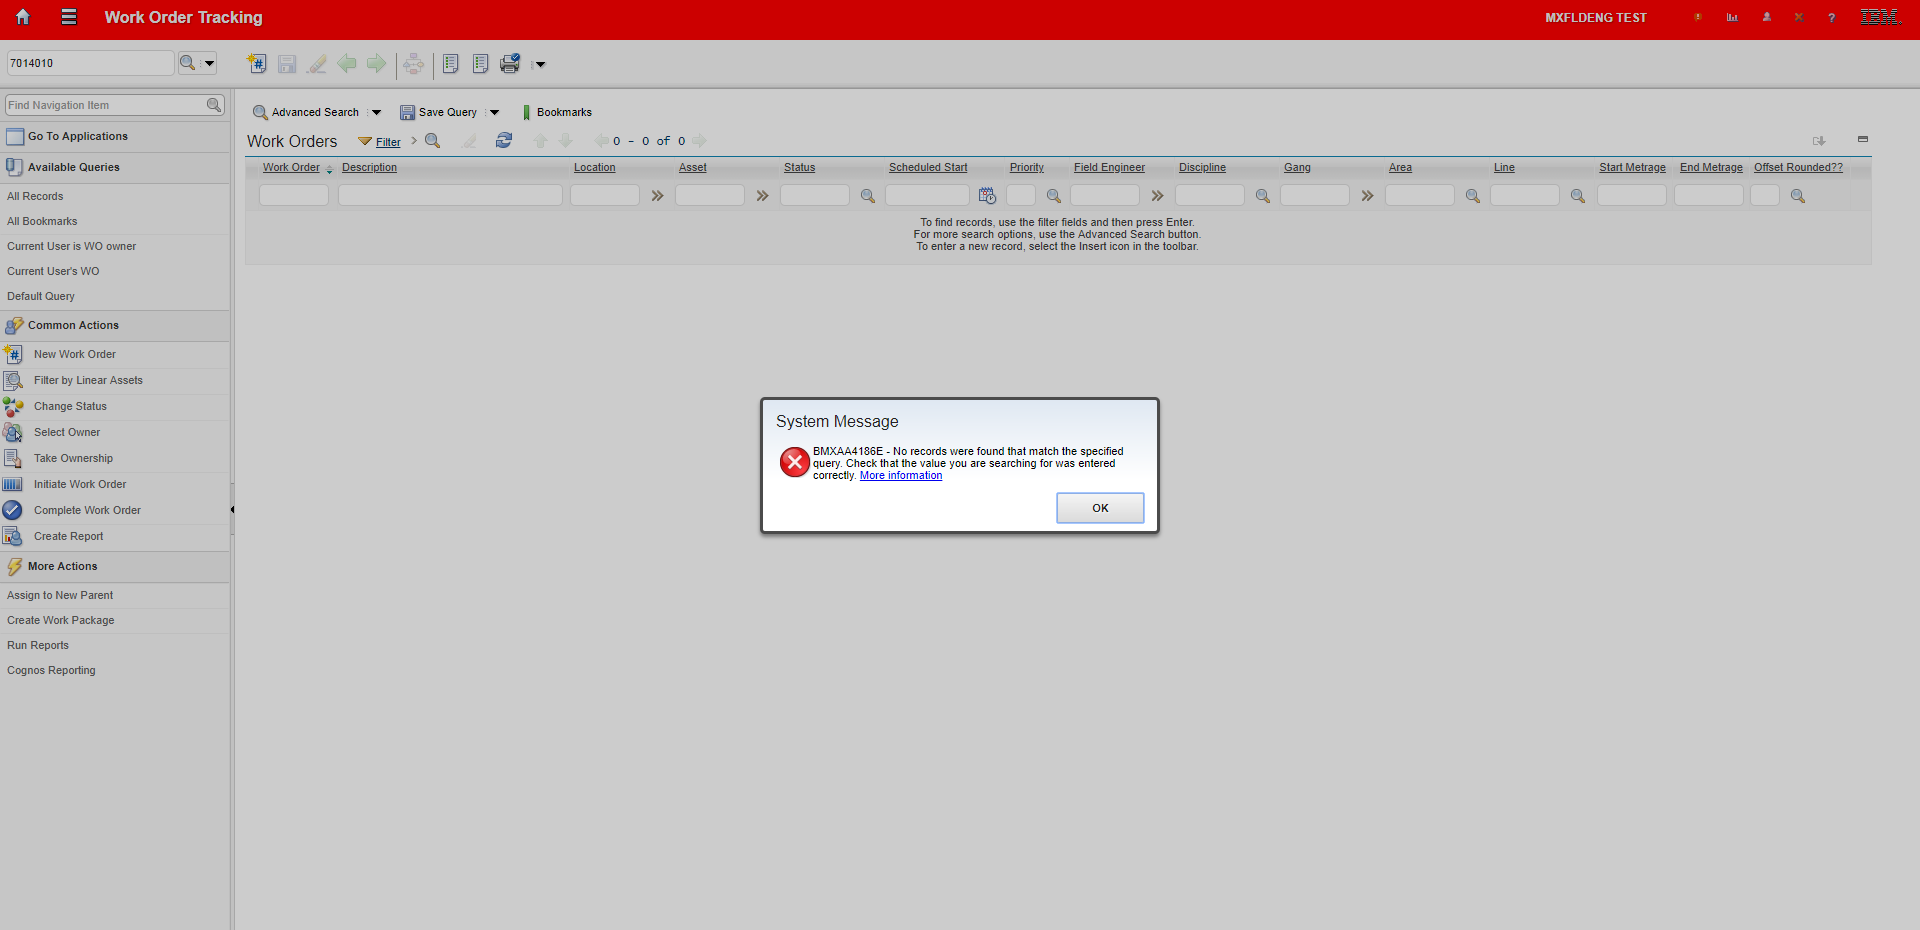 Work Order Tracking
MXFLDENG TEST
IBM.
7014010
Find Navigation Item
Go To Applications
Available Queries
All Records
All Bookmarks
Current User is WO owner
Current User's WO
Default Query
Common Actions
New Work Order
Filter by Linear Assets
Change Status
Select Owner
Take Ownership
Initiate Work Order
Complete Work Order
Create Report
More Actions
Assign to New Parent
Create Work Package
Run Reports
Cognos Reporting
Advanced Search
Save Query
Bookmarks
Work Orders
Filter
0 - 0 of 0
Work Order Description Location Asset Status Scheduled Start Priority Field Engineer Discipline Gang Area Line Start Metrage End Metrage Offset Rounded??
To find records, use the filter fields and then press Enter.
For more search options, use the Advanced Search button.
To enter a new record, select the Insert icon in the toolbar.
System Message
BMXAA4186E - No records were found that match the specified
query. Check that the value you are searching for was entered
correctly. More information
OK